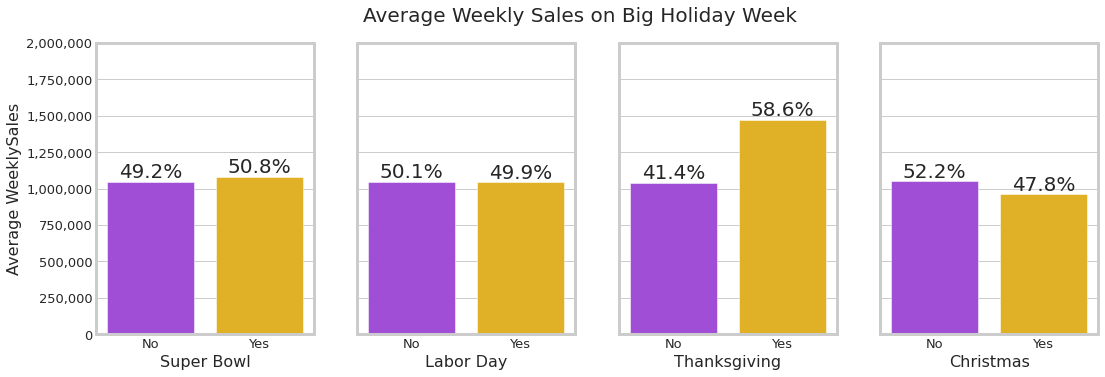 Average Weekly Sales on Big Holiday Week
Average WeeklySales
2,000,000
1,750,000
1,500,000
1,250,000
1,000,000
750,000
500,000
250,000
0
49.2%
50.8%
No
Yes
Super Bowl
50.1%
49.9%
No
Yes
Labor Day
41.4%
58.6%
No
Yes
Thanksgiving
52.2%
47.8%
No
Yes
Christmas